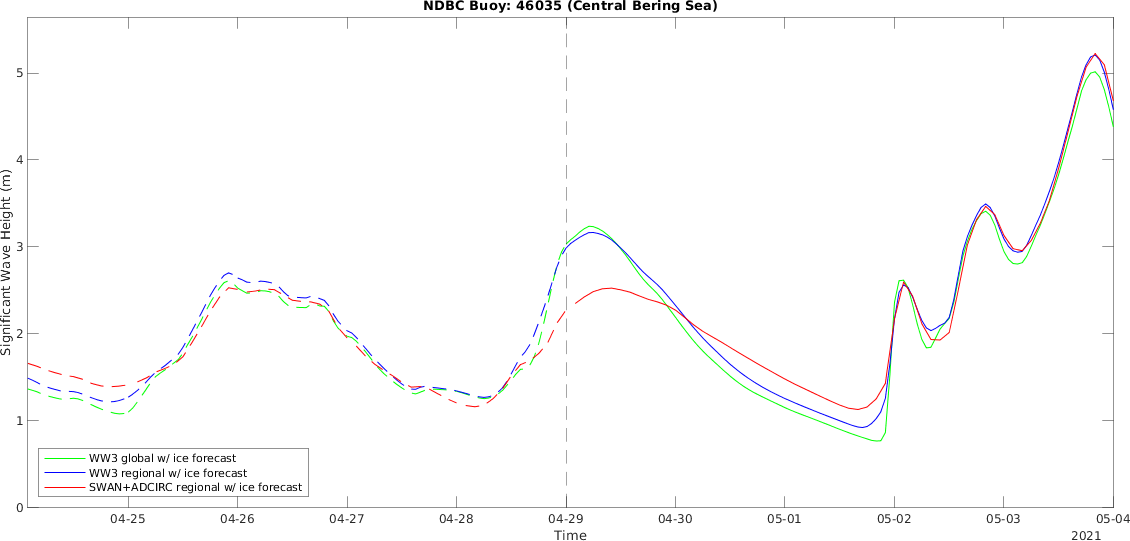 NDBC Buoy: 46035 (Central Bering Sea)
Significant Wave Height (m)
5
4
3
2
1
0
WW3 global w/ ice forecast
WW3 regional w/ ice forecast
SWAN+ADCIRC regional w/ ice forecast
04-25 04-26 04-27 04-28 04-29 04-30 05-01 05-02 05-03 05-04
Time
2021